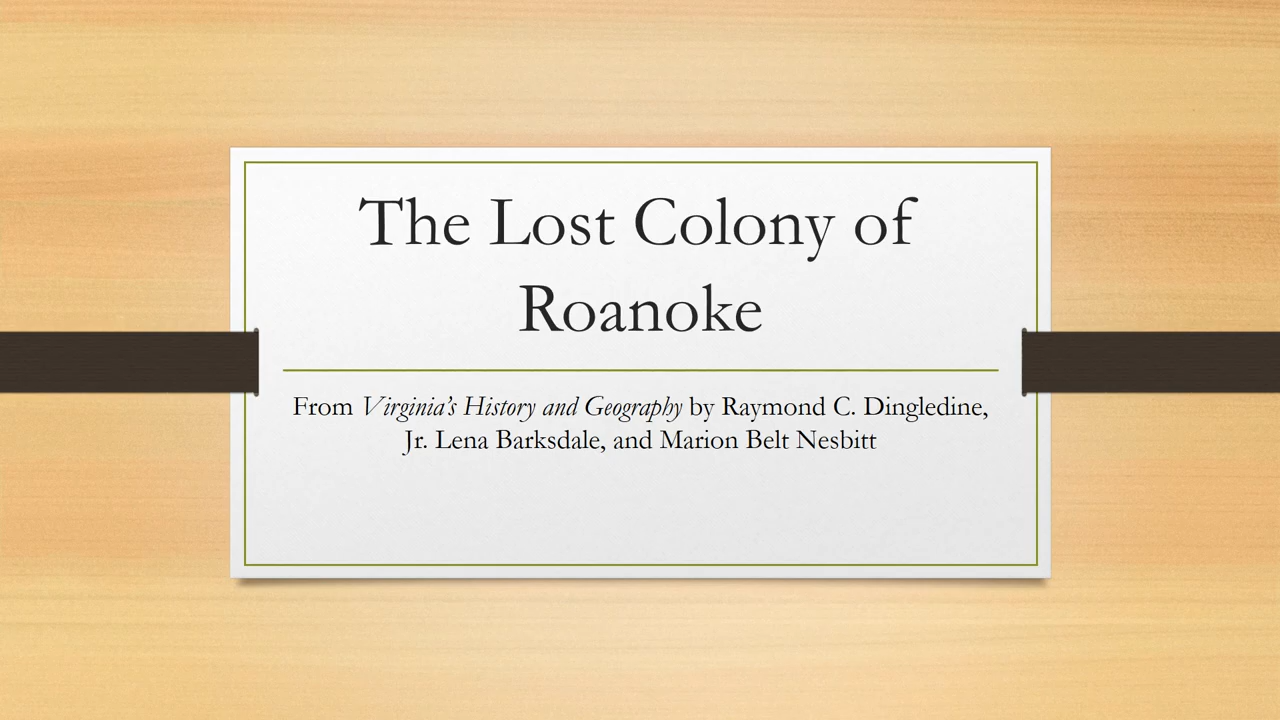 The Lost Colony of
Roanoke
From Virginia’s History and Geography by Raymond C. Dingledine,
Jr. Lena Barksdale, and Marion Belt Nesbitt